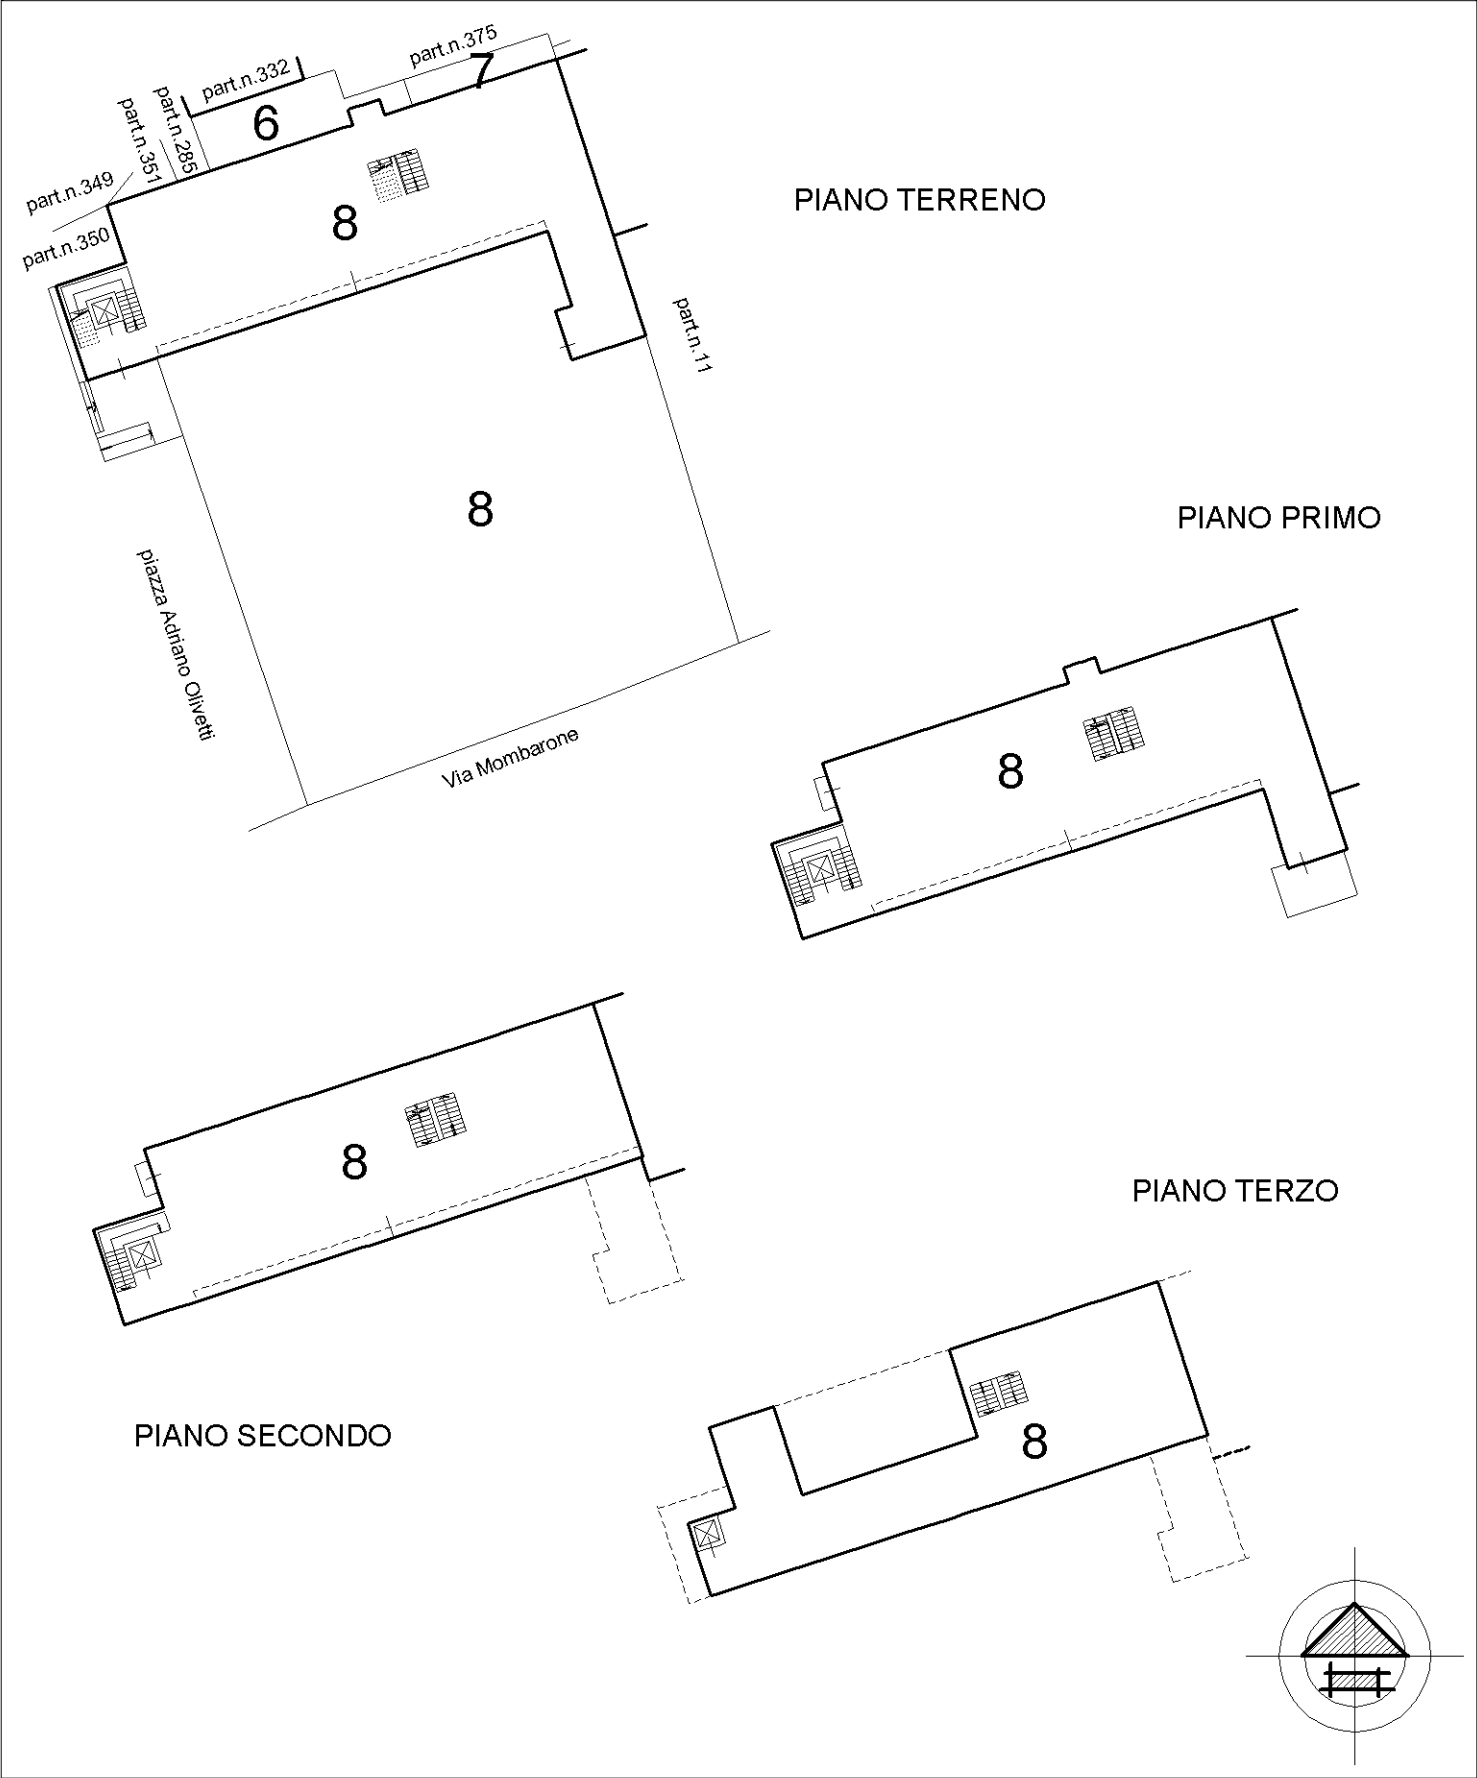 part.n.375
7
part.n.332
6
part.n.285
part.n.351
part.n.349
part.n.350
8
PIANO TERRENO
part.n.11
8
piazza Adriano Olivetti
Via Mombarone
PIANO PRIMO
8
8
PIANO SECONDO
PIANO TERZO
8